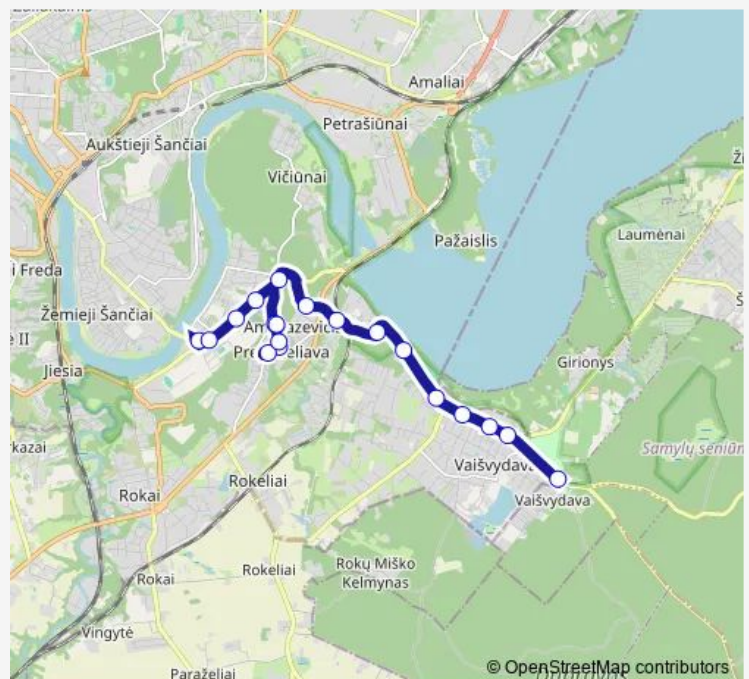 Amaliai
Petrašiūnai
Aukštieji Šančiai
Vičiūnai
Laumėnai
Pažaislis
i Freda
Žemieji Šančiai
Girionys
Jiesia
Samylų seniūn
Vaišvydava
Rokai
Rokeliai
Vaišvydava
Rokų Miško
Kelmynas
Rokeliai
Rokai
Vingytė
Paraželiai
© OpenStreetMap contributors